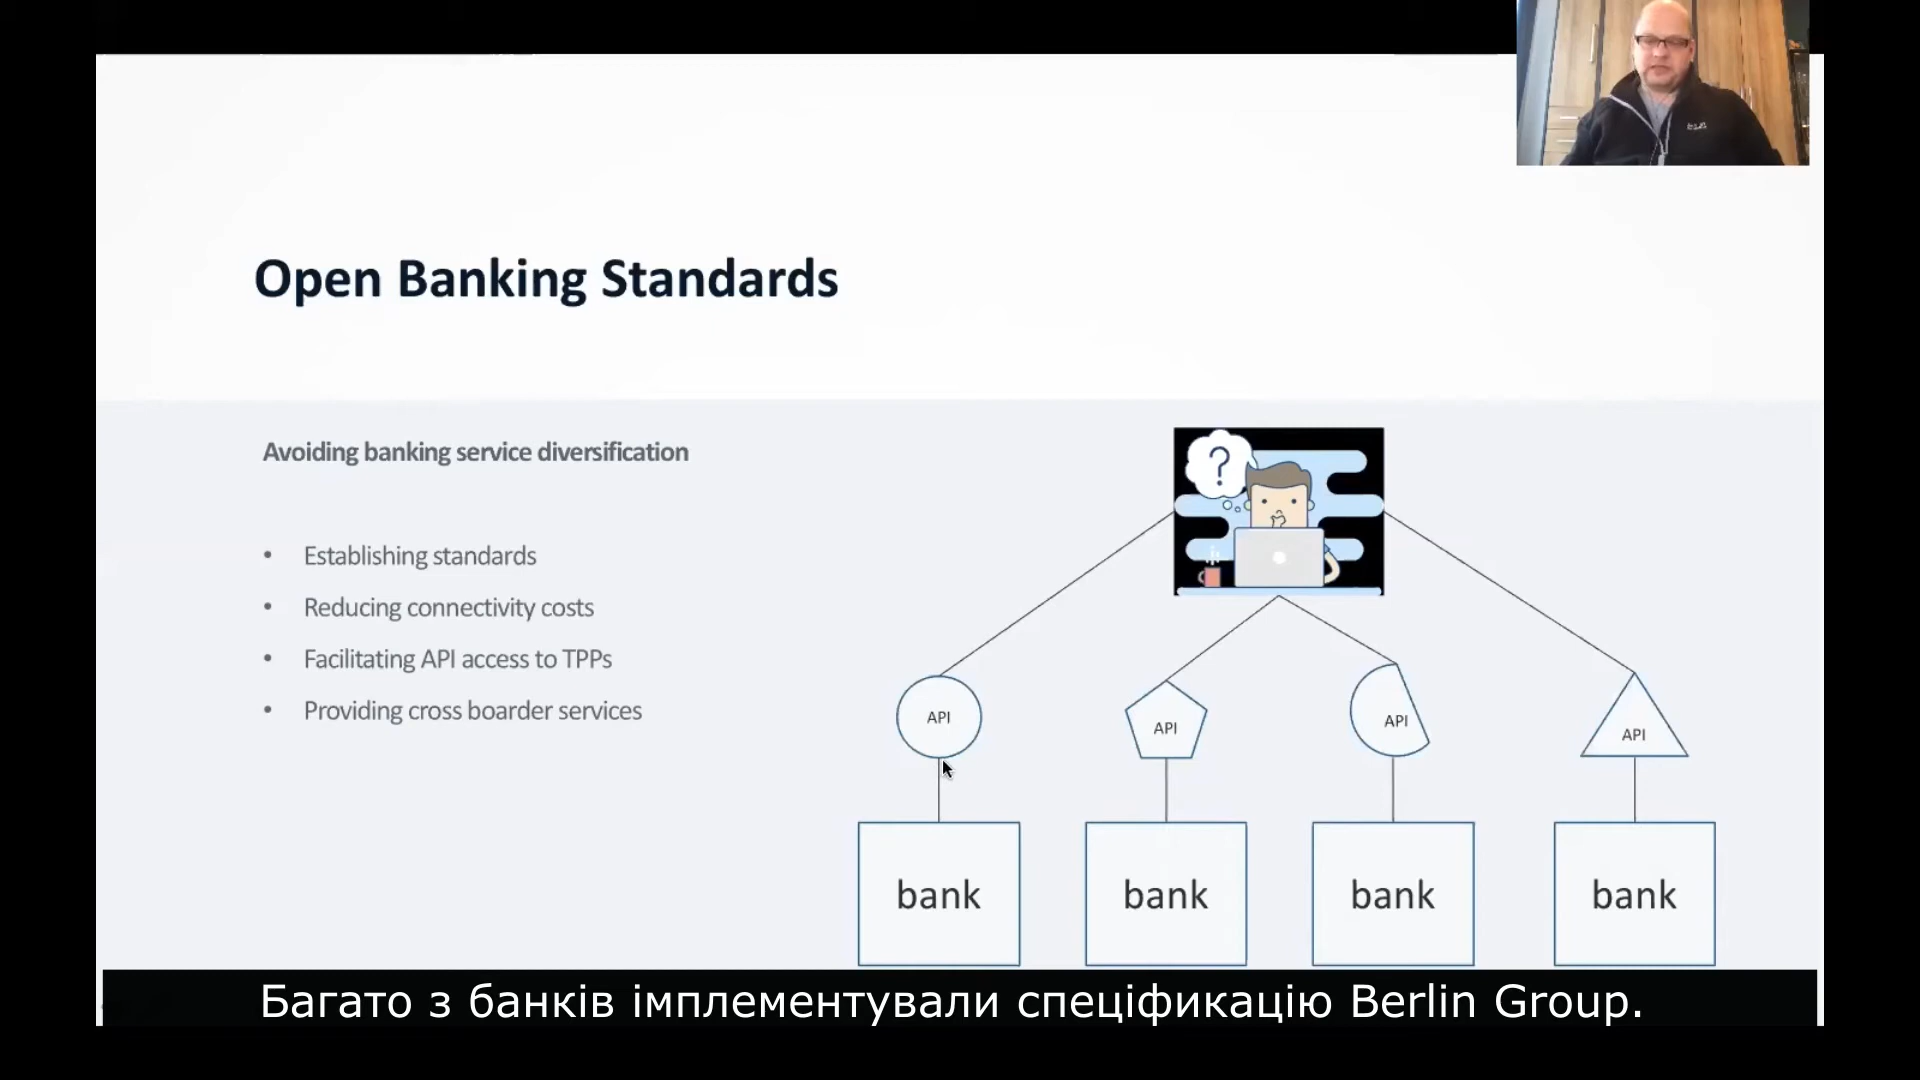 Open Banking Standards
Avoiding banking service diversification
• Establishing standards
• Reducing connectivity costs
• Facilitating API access to TPPs
• Providing cross boarder services
?
API
API
API
API
bank
bank
bank
bank
Багато з банків імплементували спеціфикацію Berlin Group.